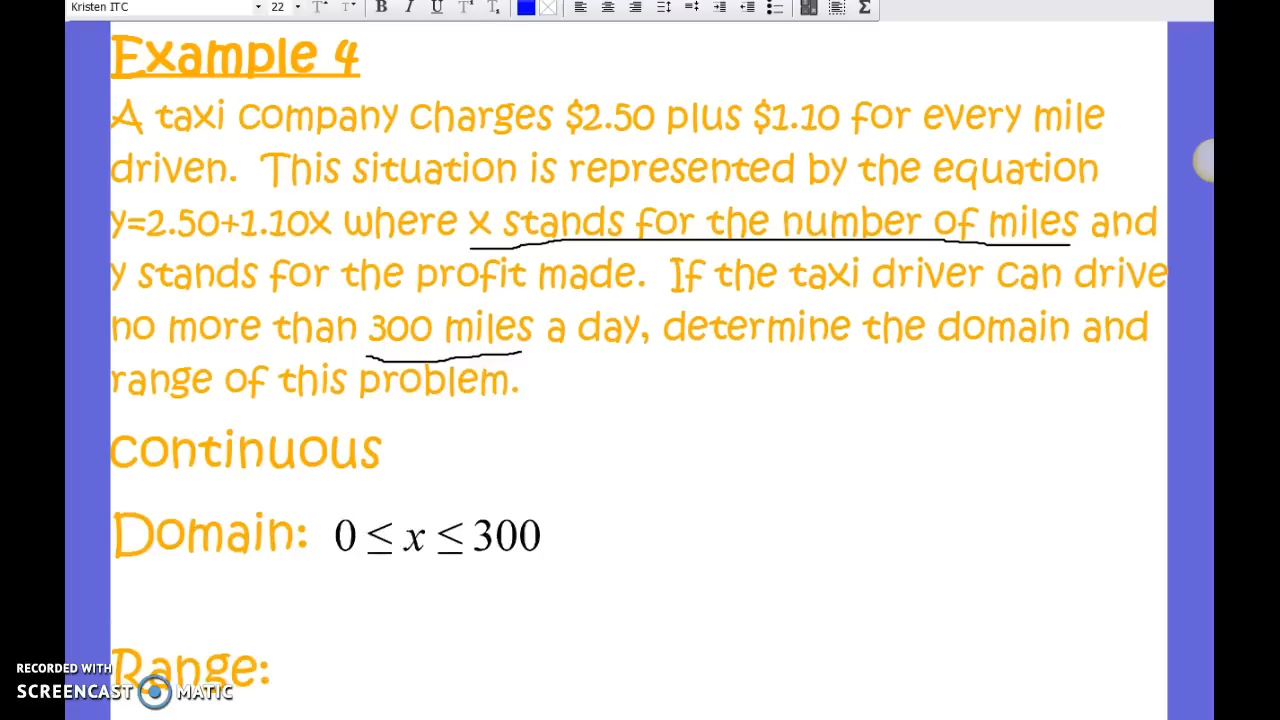 Kristen ITC 22 T T B I U T T Σ
Example 4
A taxi company charges $2.50 plus $1.10 for every mile
driven. This situation is represented by the equation
y=2.50+1.10x where x stands for the number of miles and
y stands for the profit made. If the taxi driver can drive
no more than 300 miles a day, determine the domain and
range of this problem.
continuous
Domain: 0 ≤ x ≤ 300
Range:
RECORDED WITH
SCREENCAST MATIC